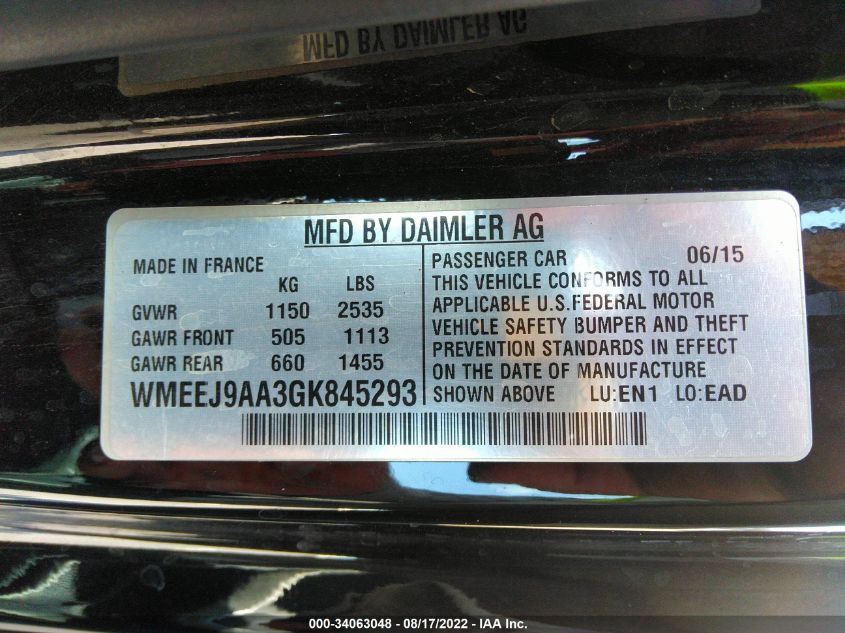 MFD BY DAIMLER AG
MFD BY DAIMLER AG
MADE IN FRANCE
KG LBS
GVWR 1150 2535
GAWR FRONT 505 1113
GAWR REAR 660 1455
WMEEJ9AA3GK845293
PASSENGER CAR 06/15
THIS VEHICLE CONFORMS TO ALL
APPLICABLE U.S.FEDERAL MOTOR
VEHICLE SAFETY BUMPER AND THEFT
PREVENTION STANDARDS IN EFFECT
ON THE DATE OF MANUFACTURE
SHOWN ABOVE LU:EN1 LO:EAD
000-34063048 - 08/17/2022 - IAA Inc.